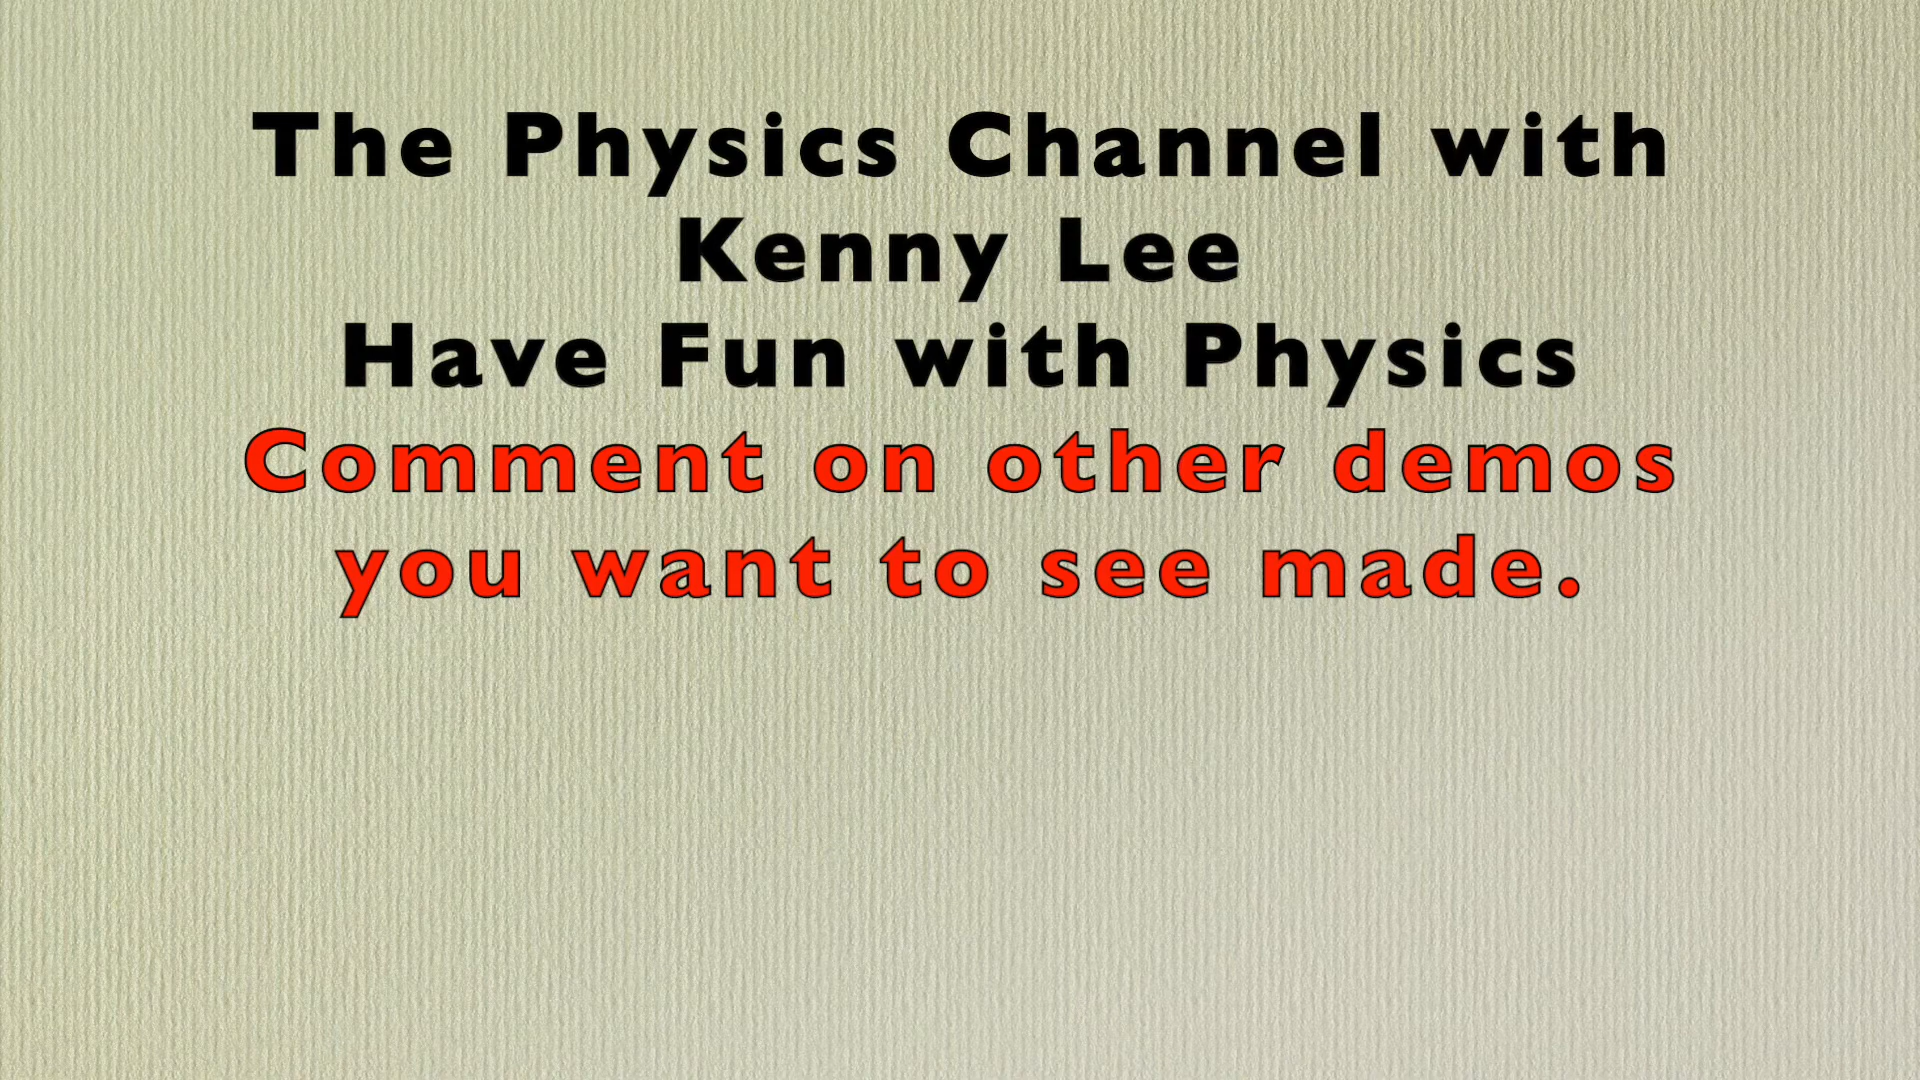 The Physics Channel with
Kenny Lee
Have Fun with Physics
Comment on other demos
you want to see made.